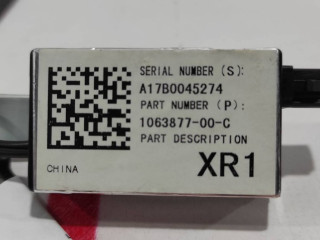 SERIAL NUMBER (S):
A17B0045274
PART NUMBER (P):
1063877-00-C
PART DESCRIPTION
XR1
CHINA